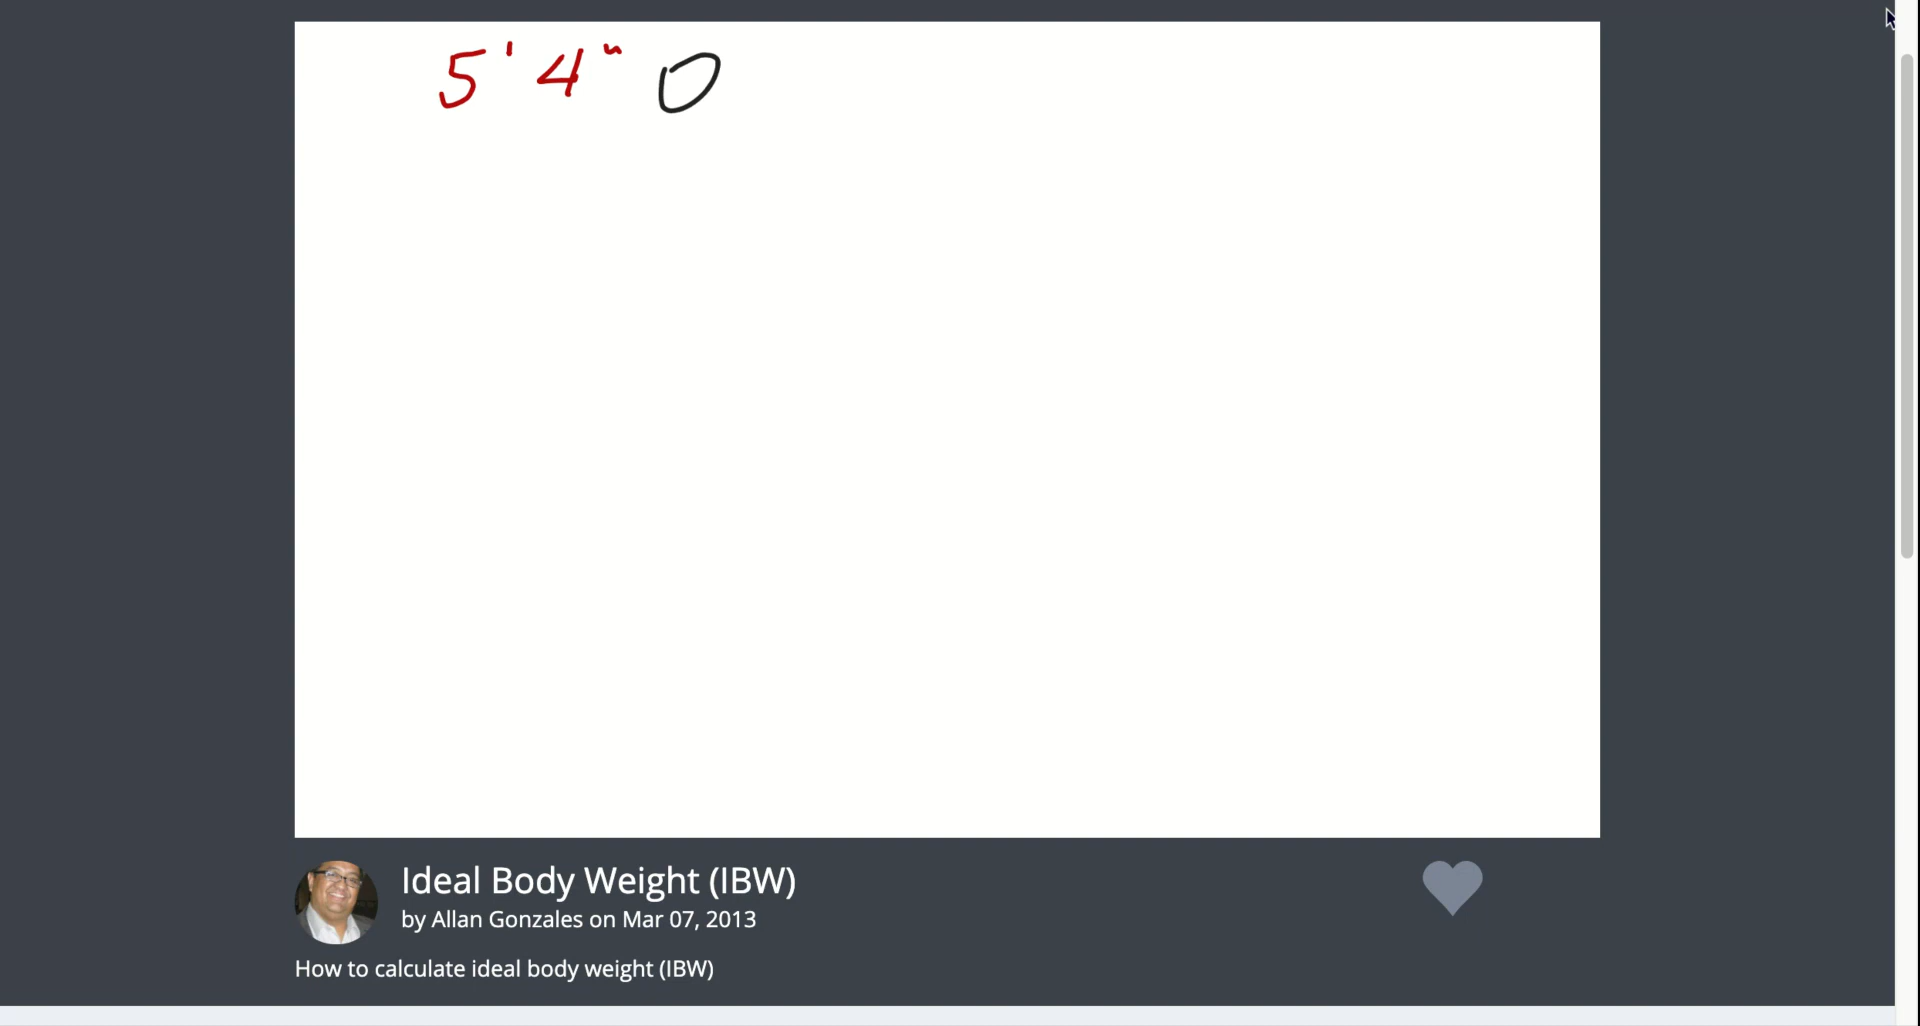 5'4" O
Ideal Body Weight (IBW)
by Allan Gonzales on Mar 07, 2013
How to calculate ideal body weight (IBW)